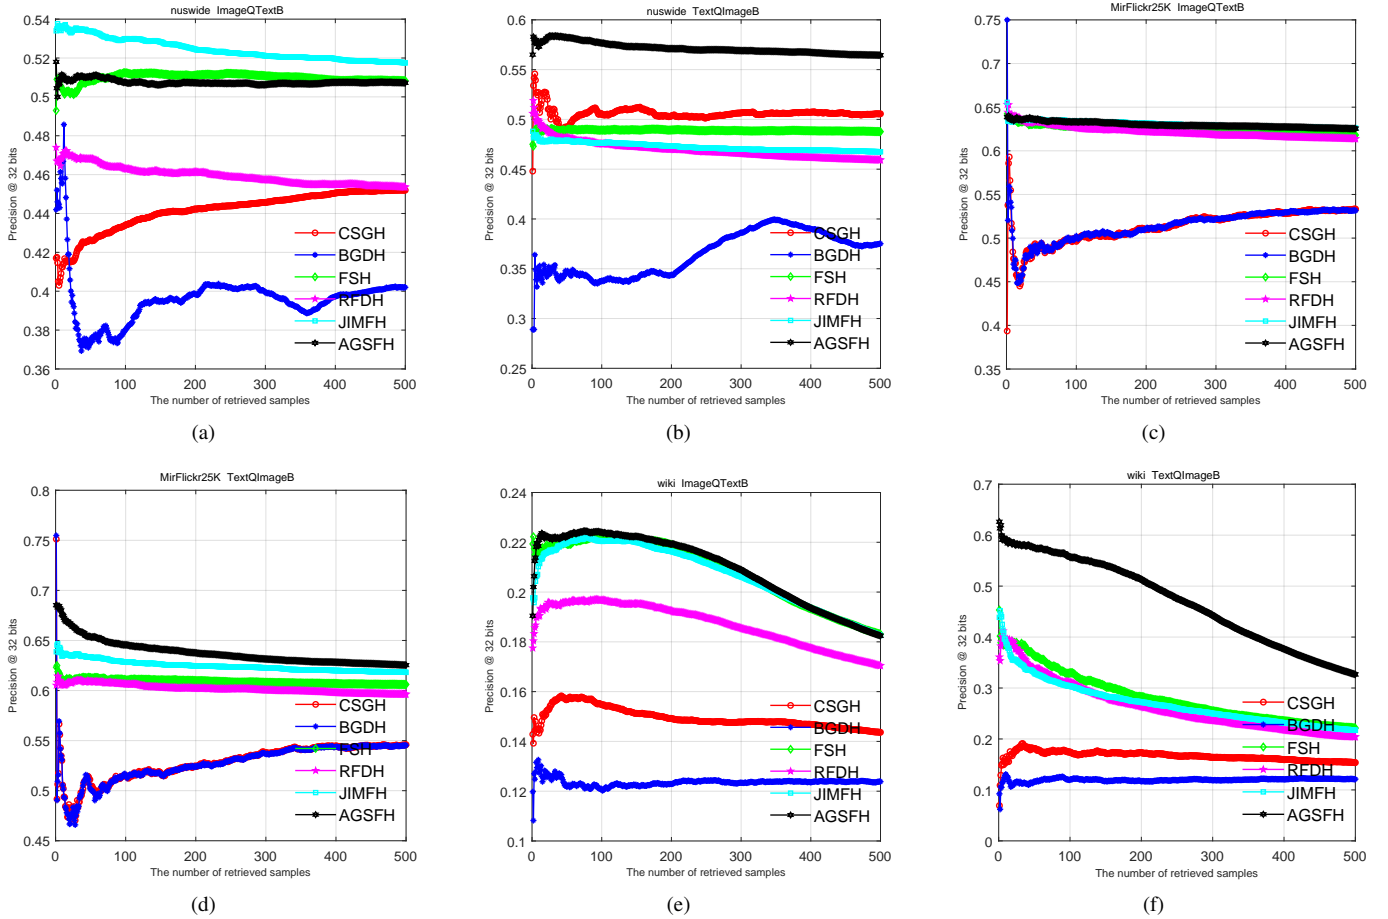 nuswide ImageQTextB
Precision @ 32 bits
0.54
0.52
0.5
0.48
0.46
0.44
0.42
0.4
0.38
0.36
0
100
200
300
400
500
The number of retrieved samples
CSGH
BGDH
FSH
RFDH
JIMFH
AGSFH
(a)
nuswide TextQImageB
Precision @ 32 bits
0.6
0.55
0.5
0.45
0.4
0.35
0.3
0.25
0
100
200
300
400
500
The number of retrieved samples
CSGH
BGDH
FSH
RFDH
JIMFH
AGSFH
(b)
MirFlickr25K ImageQTextB
Precision @ 32 bits
0.75
0.7
0.65
0.6
0.55
0.5
0.45
0.4
0.35
0
100
200
300
400
500
The number of retrieved samples
CSGH
BGDH
FSH
RFDH
JIMFH
AGSFH
(c)
MirFlickr25K TextQImageB
Precision @ 32 bits
0.8
0.75
0.7
0.65
0.6
0.55
0.5
0.45
0
100
200
300
400
500
The number of retrieved samples
CSGH
BGDH
FSH
RFDH
JIMFH
AGSFH
(d)
wiki ImageQTextB
Precision @ 32 bits
0.24
0.22
0.2
0.18
0.16
0.14
0.12
0.1
0
100
200
300
400
500
The number of retrieved samples
CSGH
BGDH
FSH
RFDH
JIMFH
AGSFH
(e)
wiki TextQImageB
Precision @ 32 bits
0.7
0.6
0.5
0.4
0.3
0.2
0.1
0
0
100
200
300
400
500
The number of retrieved samples
CSGH
BGDH
FSH
RFDH
JIMFH
AGSFH
(f)